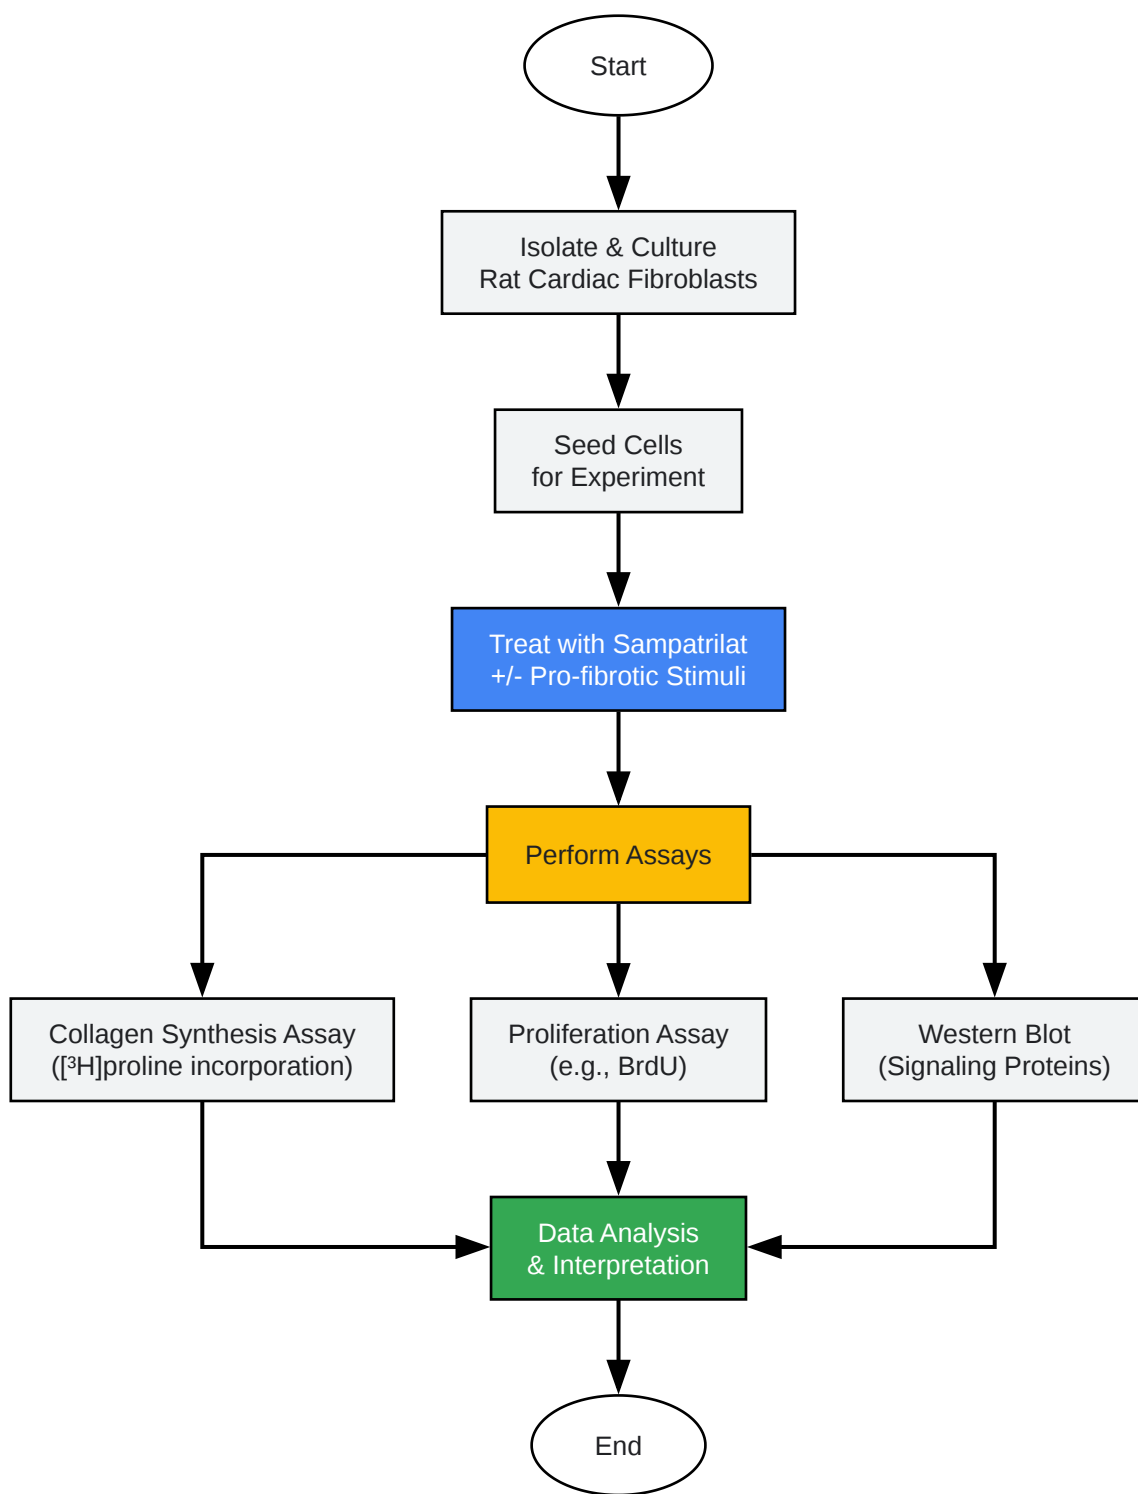 Start
Isolate & Culture
Rat Cardiac Fibroblasts
Seed Cells
for Experiment
Treat with Sampatrilat
+/- Pro-fibrotic Stimuli
Perform Assays
Collagen Synthesis Assay
([³H]proline incorporation)
Proliferation Assay
(e.g., BrdU)
Western Blot
(Signaling Proteins)
Data Analysis
& Interpretation
End